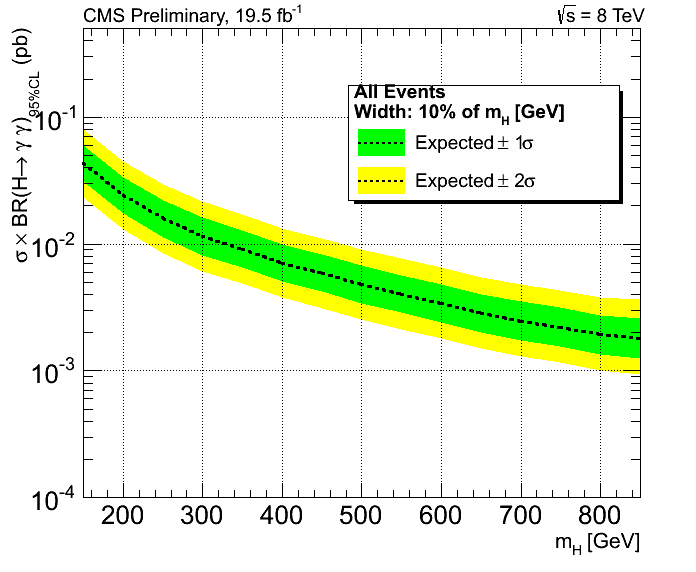 CMS Preliminary, 19.5 fb⁻¹
√s = 8 TeV
σ × BR(H→ γ γ)₉₅%CL (pb)
All Events
Width: 10% of m_H [GeV]
Expected ± 1σ
Expected ± 2σ
10⁻¹
10⁻²
10⁻³
10⁻⁴
200 300 400 500 600 700 800
m_H [GeV]